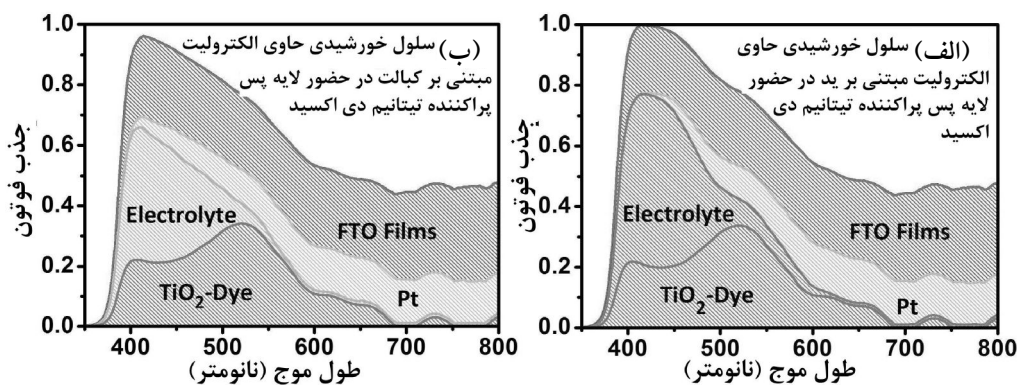 (الف) سلول خورشیدی حاوی
الکترولیت مبتنی بر ید در حضور
لایه پس پراکننده تیتانیم دی
اکسید
جذب فوتون
1.0
0.8
0.6
0.4
0.2
0.0
Electrolyte
FTO Films
TiO₂-Dye
Pt
400
500
600
700
800
طول موج (نانومتر)
(ب) سلول خورشیدی حاوی الکترولیت
مبتنی بر کبالت در حضور لایه پس
پراکننده تیتانیم دی اکسید
جذب فوتون
1.0
0.8
0.6
0.4
0.2
0.0
Electrolyte
FTO Films
TiO₂-Dye
Pt
400
500
600
700
800
طول موج (نانومتر)